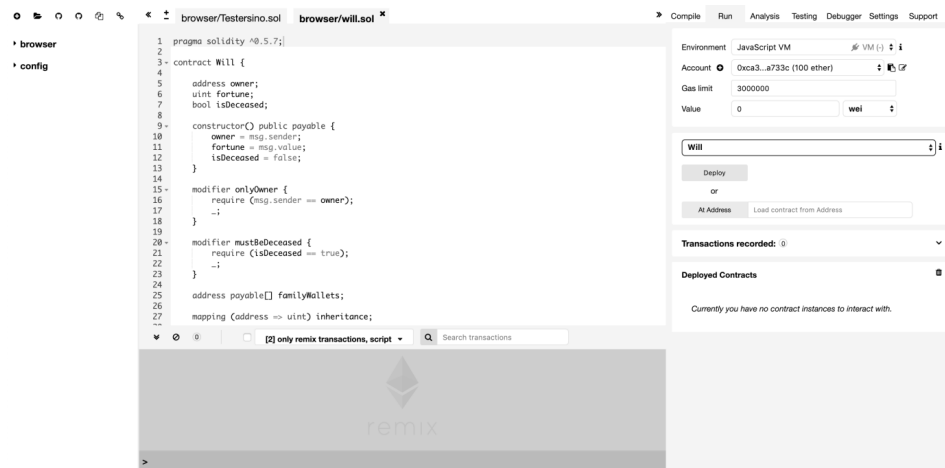 browser
config
browser/Testersino.sol browser/will.sol ×
1 pragma solidity ^0.5.7;
2
3 contract Will {
4
5 address owner;
6 uint fortune;
7 bool isDeceased;
8
9 constructor() public payable {
10 owner = msg.sender;
11 fortune = msg.value;
12 isDeceased = false;
13 }
14
15 modifier onlyOwner {
16 require (msg.sender == owner);
17 _;
18 }
19
20 modifier mustBeDeceased {
21 require (isDeceased == true);
22 _;
23 }
24
25 address payable[] familyWallets;
26
27 mapping (address => uint) inheritance;
0 [2] only remix transactions, script Search transactions
remix
>
Compile Run Analysis Testing Debugger Settings Support
Environment JavaScript VM VM (-) i
Account 0xca3...a733c (100 ether)
Gas limit 3000000
Value 0 wei
Will i
Deploy
or
At Address Load contract from Address
Transactions recorded: 0
Deployed Contracts
Currently you have no contract instances to interact with.